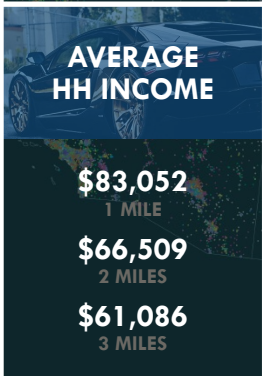 AVERAGE
HH INCOME
$83,052
1 MILE
$66,509
2 MILES
$61,086
3 MILES